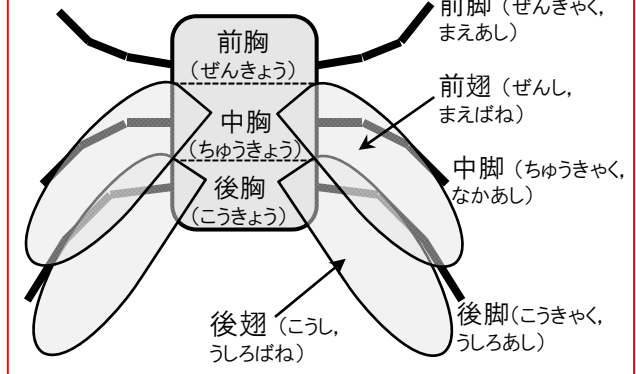 前脚（ぜんきゃく，
まえあし）
前胸
（ぜんきょう）
前翅（ぜんし，
まえばね）
中胸
（ちゅうきょう）
中脚（ちゅうきゃく，
なかあし）
後胸
（こうきょう）
後翅（こうし，
うしろばね）
後脚（こうきゃく，
うしろあし）